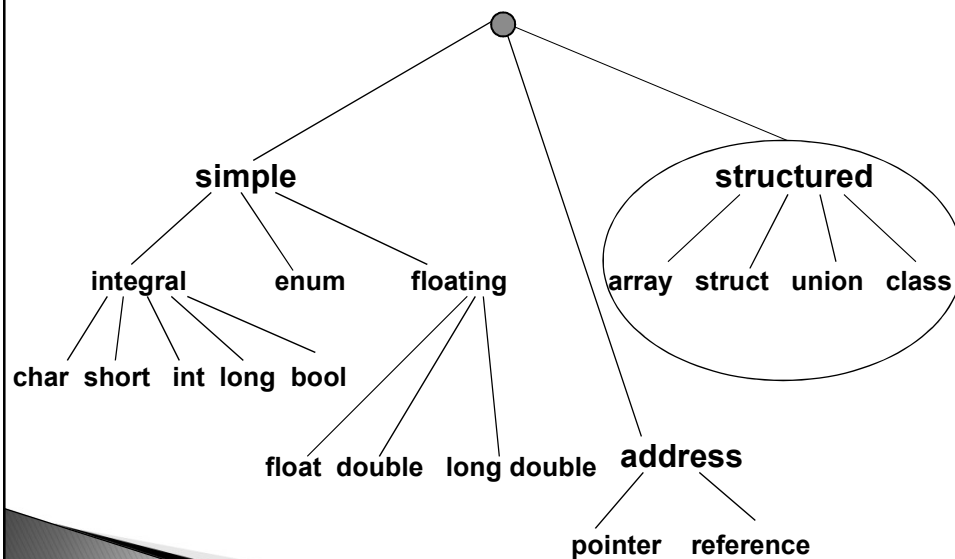 simple structured
integral enum floating array struct union class
char short int long bool
float double long double address
pointer reference